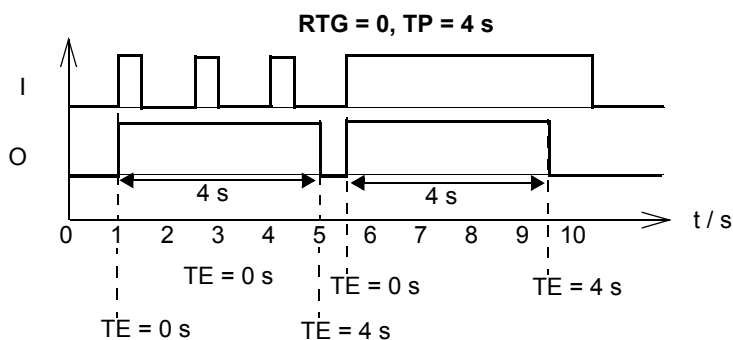 RTG = 0, TP = 4 s
I
O
4 s
4 s
t / s
0 1 2 3 4 5 6 7 8 9 10
TE = 0 s
TE = 0 s
TE = 4 s
TE = 0 s
TE = 4 s